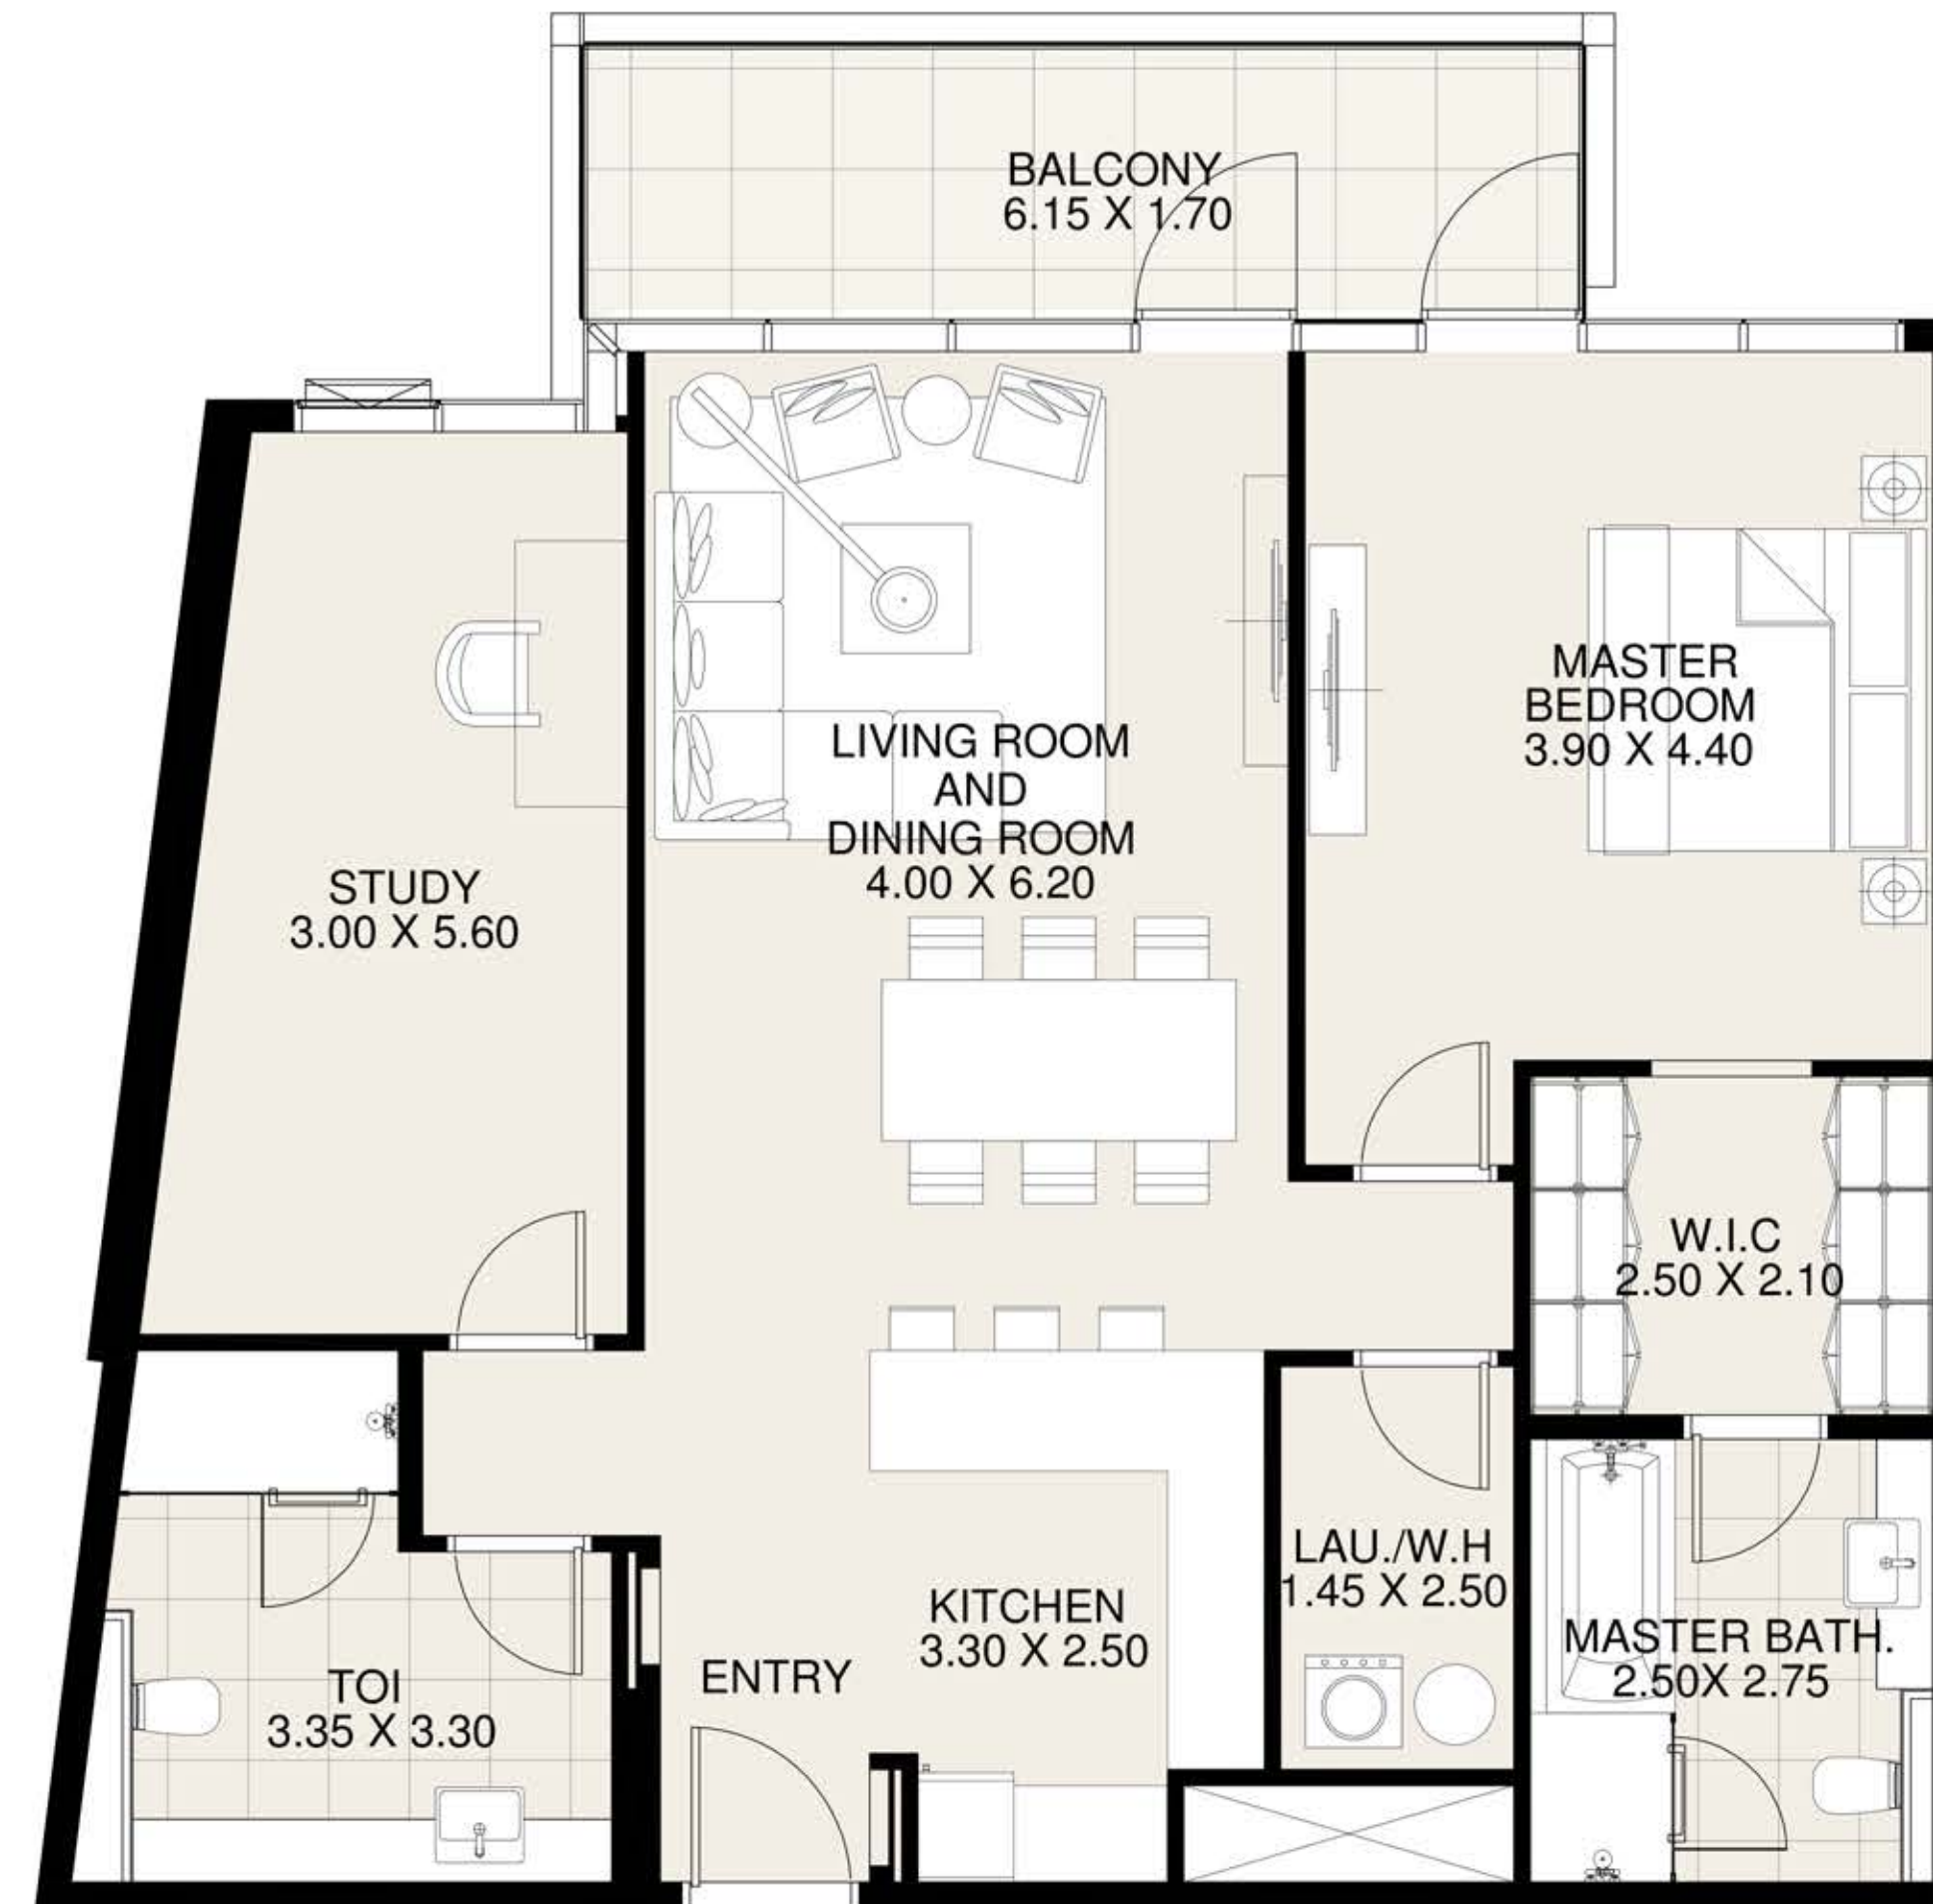 BALCONY
6.15 X 1.70
MASTER
BEDROOM
3.90 X 4.40
LIVING ROOM
AND
DINING ROOM
4.00 X 6.20
STUDY
3.00 X 5.60
W.I.C
2.50 X 2.10
LAU./W.H
1.45 X 2.50
KITCHEN
3.30 X 2.50
MASTER BATH.
2.50X 2.75
ENTRY
TOI
3.35 X 3.30